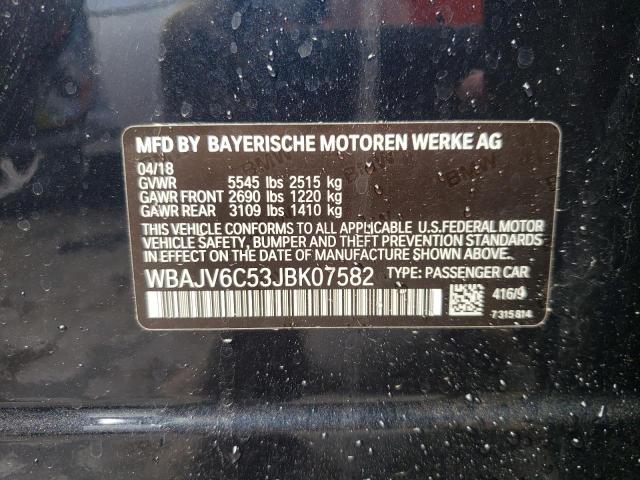 MFD BY BAYERISCHE MOTOREN WERKE AG
04/18
GVWR 5545 lbs 2515 kg
GAWR FRONT 2690 lbs 1220 kg
GAWR REAR 3109 lbs 1410 kg
THIS VEHICLE CONFORMS TO ALL APPLICABLE U.S.FEDERAL MOTOR
VEHICLE SAFETY, BUMPER AND THEFT PREVENTION STANDARDS
IN EFFECT ON THE DATE OF MANUFACTURE SHOWN ABOVE.
WBAJV6C53JBK07582 TYPE: PASSENGER CAR
416/9
7315814